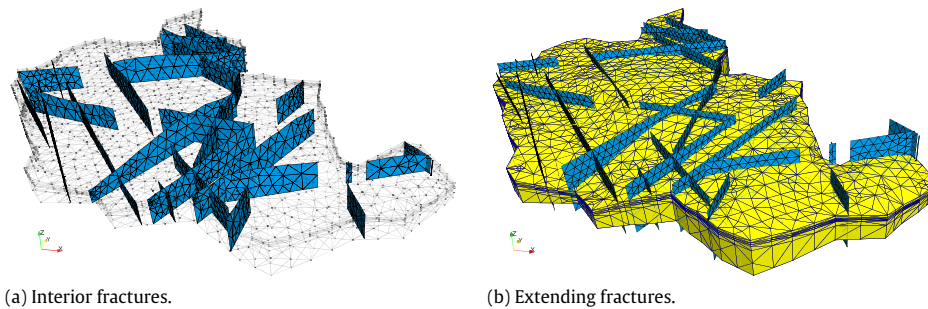 Z
Y
X
Z
Y
X
(a) Interior fractures.
(b) Extending fractures.